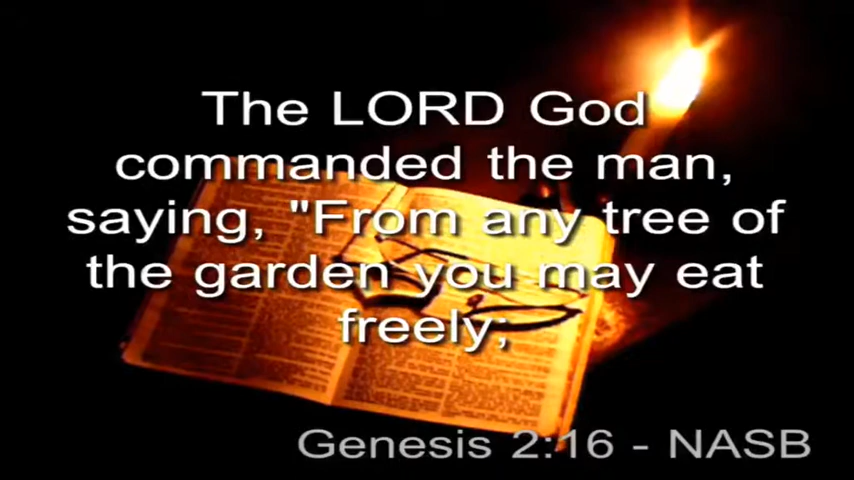 The LORD God
commanded the man,
saying, "From any tree of
the garden you may eat
freely;
Genesis 2:16 - NASB